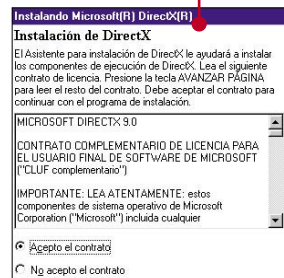 Instalando Microsoft(R) DirectX(R)
Instalación de DirectX
El Asistente para instalación de DirectX le ayudará a instalar
los componentes de ejecución de DirectX. Lea el siguiente
contrato de licencia. Presione la tecla AVANZAR PÁGINA
para leer el resto del contrato. Debe aceptar el contrato para
continuar con el programa de instalación.
MICROSOFT DIRECTX 9.0
CONTRATO COMPLEMENTARIO DE LICENCIA PARA
EL USUARIO FINAL DE SOFTWARE DE MICROSOFT
("CLUF complementario")
IMPORTANTE: LEA ATENTAMENTE: estos
componentes de sistema operativo de Microsoft
Corporation ("Microsoft") incluida cualquier
Acepto el contrato
No acepto el contrato